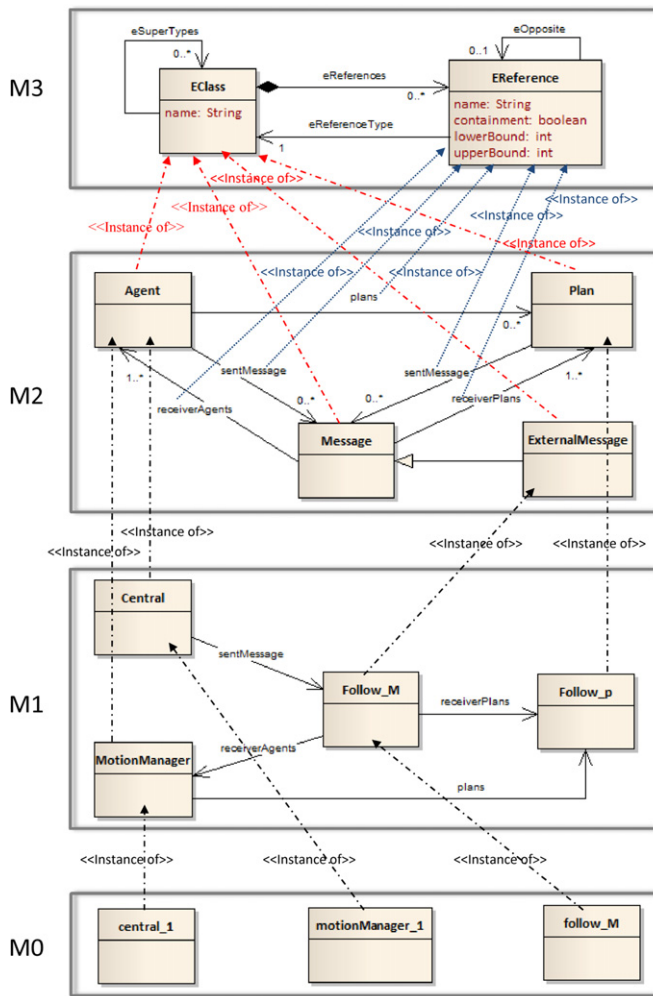 eSuperTypes
eOpposite
0..*
0..1
M3
EClass
eReferences
EReference
name: String
0..*
name: String
containment: boolean
lowerBound: int
upperBound: int
eReferenceType
1
<<Instance of>>
<<Instance of>>
<<Instance of>>
<<Instance of>>
<<Instance of>>
<<Instance of>>
<<Instance of>>
<<Instance of>>
<<Instance of>>
Agent
plans
Plan
0..*
1..*
sentMessage
sentMessage
1..*
M2
receiverAgents
0..*
0..*
receiverPlans
Message
ExternalMessage
<<Instance of>>
<<Instance of>>
<<Instance of>>
<<Instance of>>
Central
sentMessage
M1
Follow_M
receiverPlans
Follow_p
receiverAgents
MotionManager
plans
<<Instance of>>
<<Instance of>>
<<Instance of>>
M0
central_1
motionManager_1
follow_M